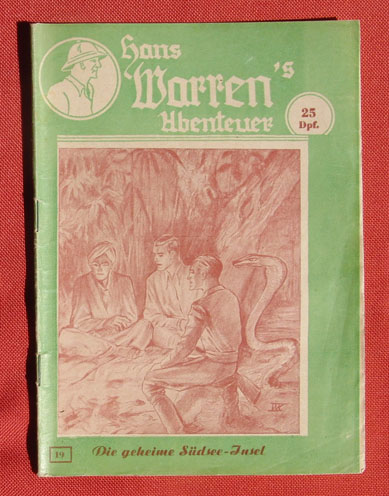 Hans
Warren's
Abenteuer
25
Dpf.
19
Die geheime Südsee-Insel